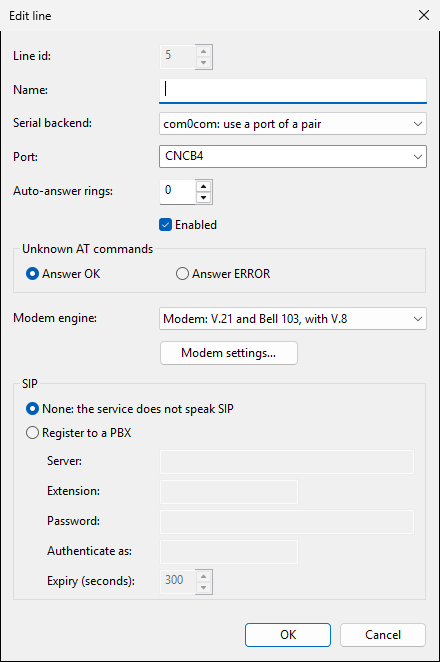 Edit line
Line id:
5
Name:
Serial backend:
com0com: use a port of a pair
Port:
CNCB4
Auto-answer rings:
0
Enabled
Unknown AT commands
Answer OK
Answer ERROR
Modem engine:
Modem: V.21 and Bell 103, with V.8
Modem settings...
SIP
None: the service does not speak SIP
Register to a PBX
Server:
Extension:
Password:
Authenticate as:
Expiry (seconds):
300
OK
Cancel